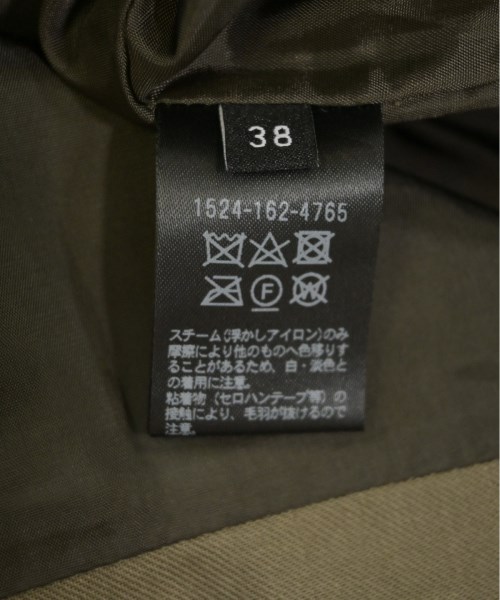 38
1524-162-4765
F
W
スチーム(浮かしアイロン)のみ
摩擦により他のものへ色移りす
ることがあるため、白・淡色と
の着用に注意。
粘着物(セロハンテープ等)の
接触により、毛羽が抜けるので
注意。